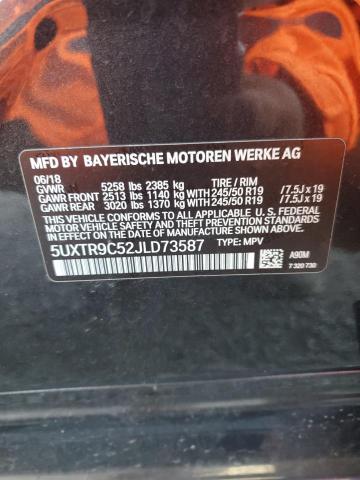 MFD BY BAYERISCHE MOTOREN WERKE AG
06/18 TIRE / RIM
GVWR 5258 lbs 2385 kg
GAWR FRONT 2513 lbs 1140 kg WITH 245/50 R19 / 7.5J x 19
GAWR REAR 3020 lbs 1370 kg WITH 245/50 R19 / 7.5J x 19
THIS VEHICLE CONFORMS TO ALL APPLICABLE U.S. FEDERAL
MOTOR VEHICLE SAFETY STANDARDS IN EFFECT ON THE DATE OF
MANUFACTURE SHOWN ABOVE.
5UXTR9C52JLD73587 TYPE: MPV
A90M
7 320 730